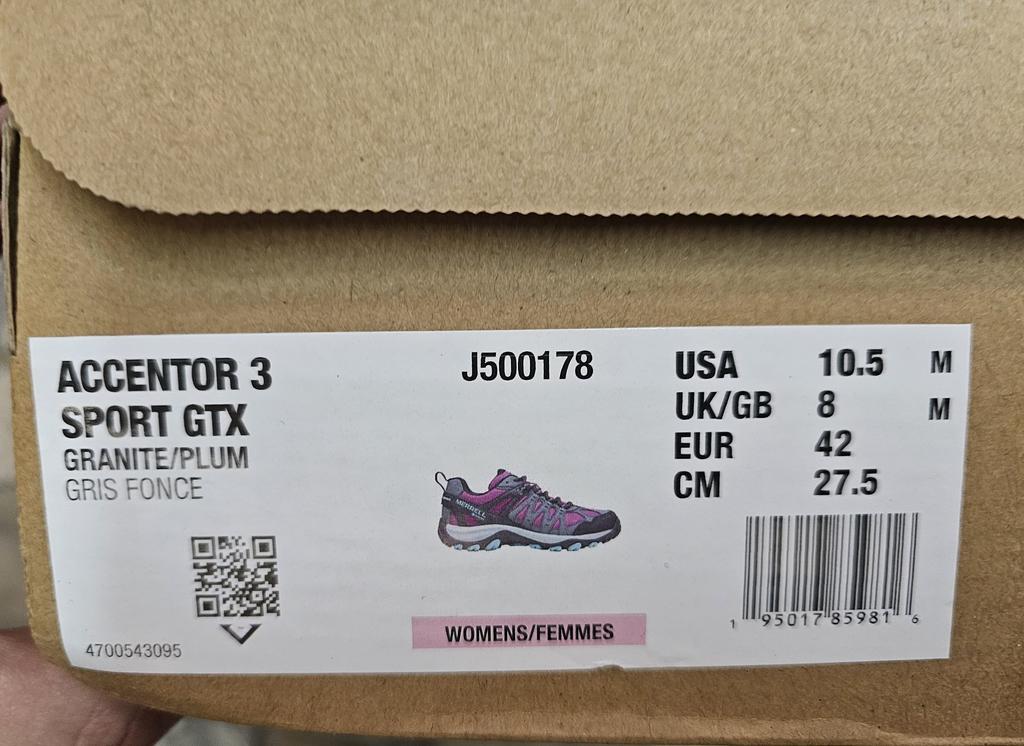 ACCENTOR 3
SPORT GTX
GRANITE/PLUM
GRIS FONCE
4700543095
J500178
MERRELL
WOMENS/FEMMES
USA 10.5 M
UK/GB 8 M
EUR 42
CM 27.5
1 95017 85981 6